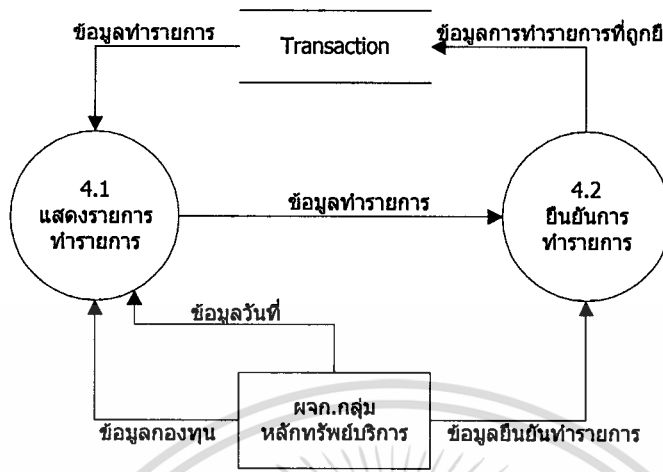 ข้อมูลทำรายการ
Transaction
ข้อมูลการทำรายการที่ถูกยื
4.1
แสดงรายการ
ทำรายการ
ข้อมูลทำรายการ
4.2
ยืนยันการ
ทำรายการ
ข้อมูลวันที่
ผจก.กลุ่ม
หลักทรัพย์บริการ
ข้อมูลกองทุน
ข้อมูลยืนยันทำรายการ